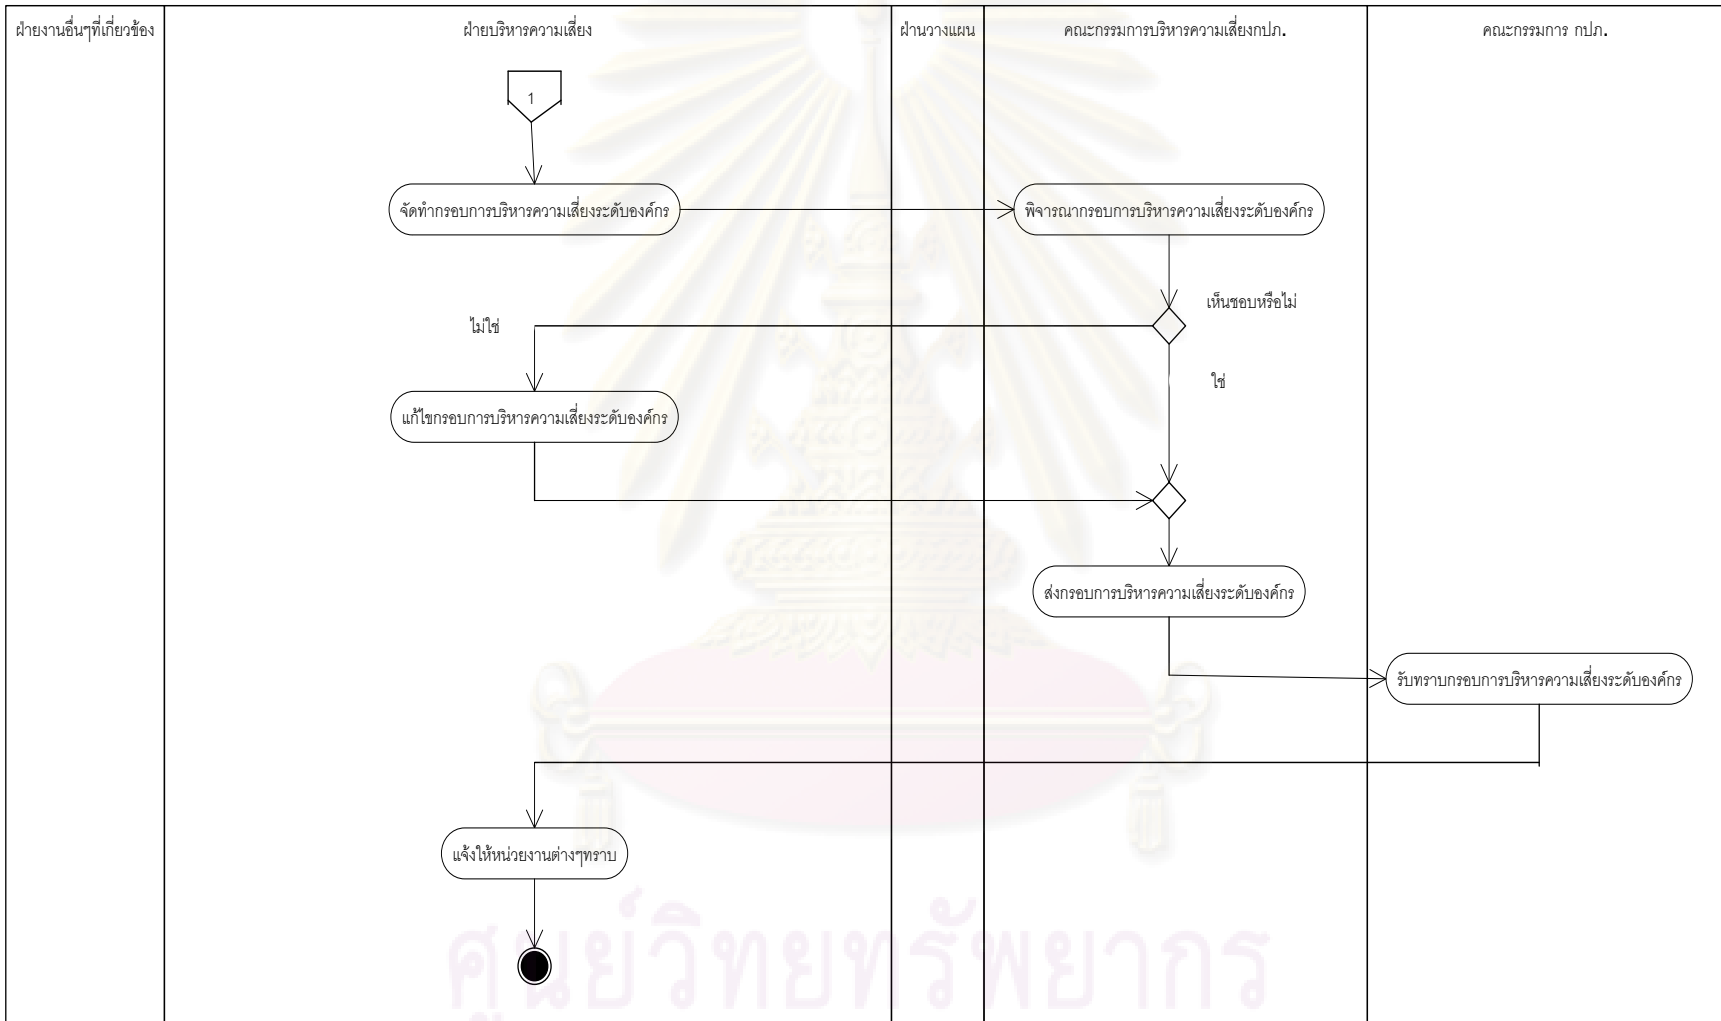 ฝ่ายงานอื่นๆที่เกี่ยวข้อง
ฝ่ายบริหารความเสี่ยง
ฝ่านวางแผน
คณะกรรมการบริหารความเสี่ยงกปภ.
คณะกรรมการ กปภ.
1
จัดทำกรอบการบริหารความเสี่ยงระดับองค์กร
พิจารณากรอบการบริหารความเสี่ยงระดับองค์กร
เห็นชอบหรือไม่
ไม่ใช่
ใช่
แก้ไขกรอบการบริหารความเสี่ยงระดับองค์กร
ส่งกรอบการบริหารความเสี่ยงระดับองค์กร
รับทราบกรอบการบริหารความเสี่ยงระดับองค์กร
แจ้งให้หน่วยงานต่างๆทราบ
ศูนย์วิทยทรัพยากร